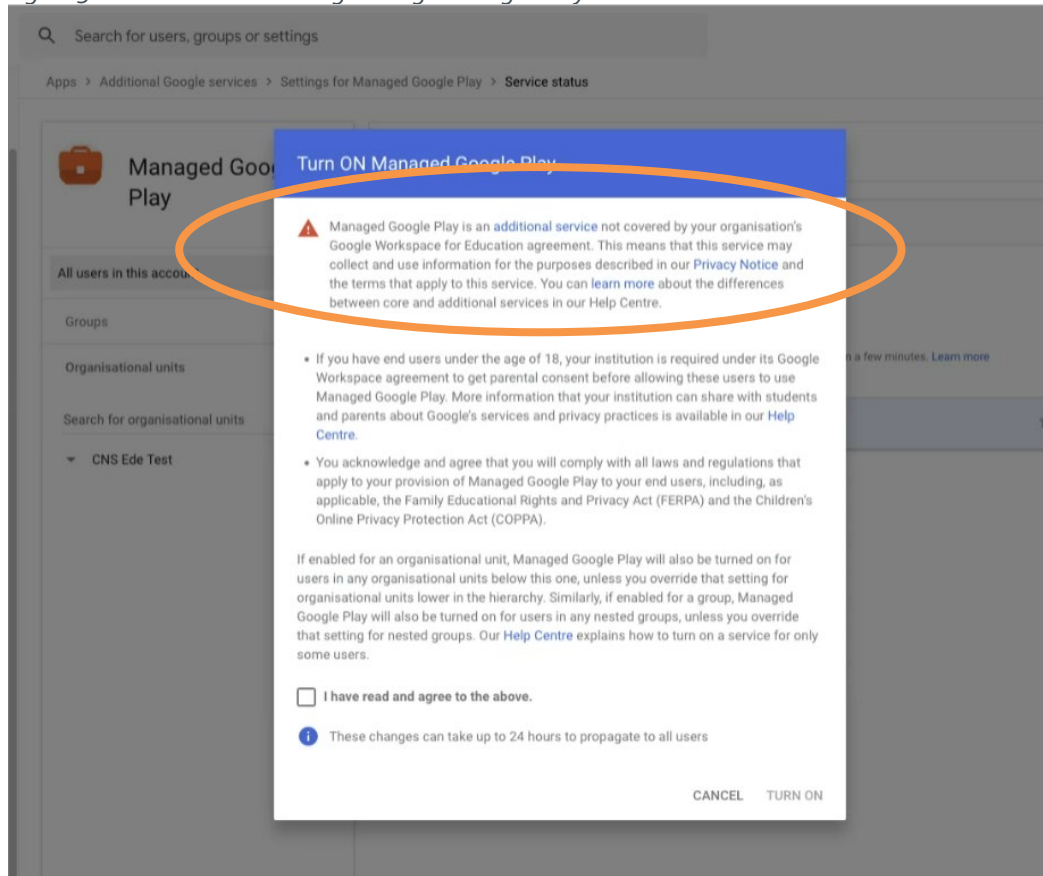 Search for users, groups or settings
Apps > Additional Google services > Settings for Managed Google Play > Service status
Managed Goo
Play
All users in this account
Groups
Organisational units
Search for organisational units
CNS Ede Test
Turn ON Managed Google Play
Managed Google Play is an additional service not covered by your organisation's
Google Workspace for Education agreement. This means that this service may
collect and use information for the purposes described in our Privacy Notice and
the terms that apply to this service. You can learn more about the differences
between core and additional services in our Help Centre.
• If you have end users under the age of 18, your institution is required under its Google
Workspace agreement to get parental consent before allowing these users to use
Managed Google Play. More information that your institution can share with students
and parents about Google's services and privacy practices is available in our Help
Centre.
• You acknowledge and agree that you will comply with all laws and regulations that
apply to your provision of Managed Google Play to your end users, including, as
applicable, the Family Educational Rights and Privacy Act (FERPA) and the Children's
Online Privacy Protection Act (COPPA).
If enabled for an organisational unit, Managed Google Play will also be turned on for
users in any organisational units below this one, unless you override that setting for
organisational units lower in the hierarchy. Similarly, if enabled for a group, Managed
Google Play will also be turned on for users in any nested groups, unless you override
that setting for nested groups. Our Help Centre explains how to turn on a service for only
some users.
I have read and agree to the above.
These changes can take up to 24 hours to propagate to all users
CANCEL TURN ON
n a few minutes. Learn more